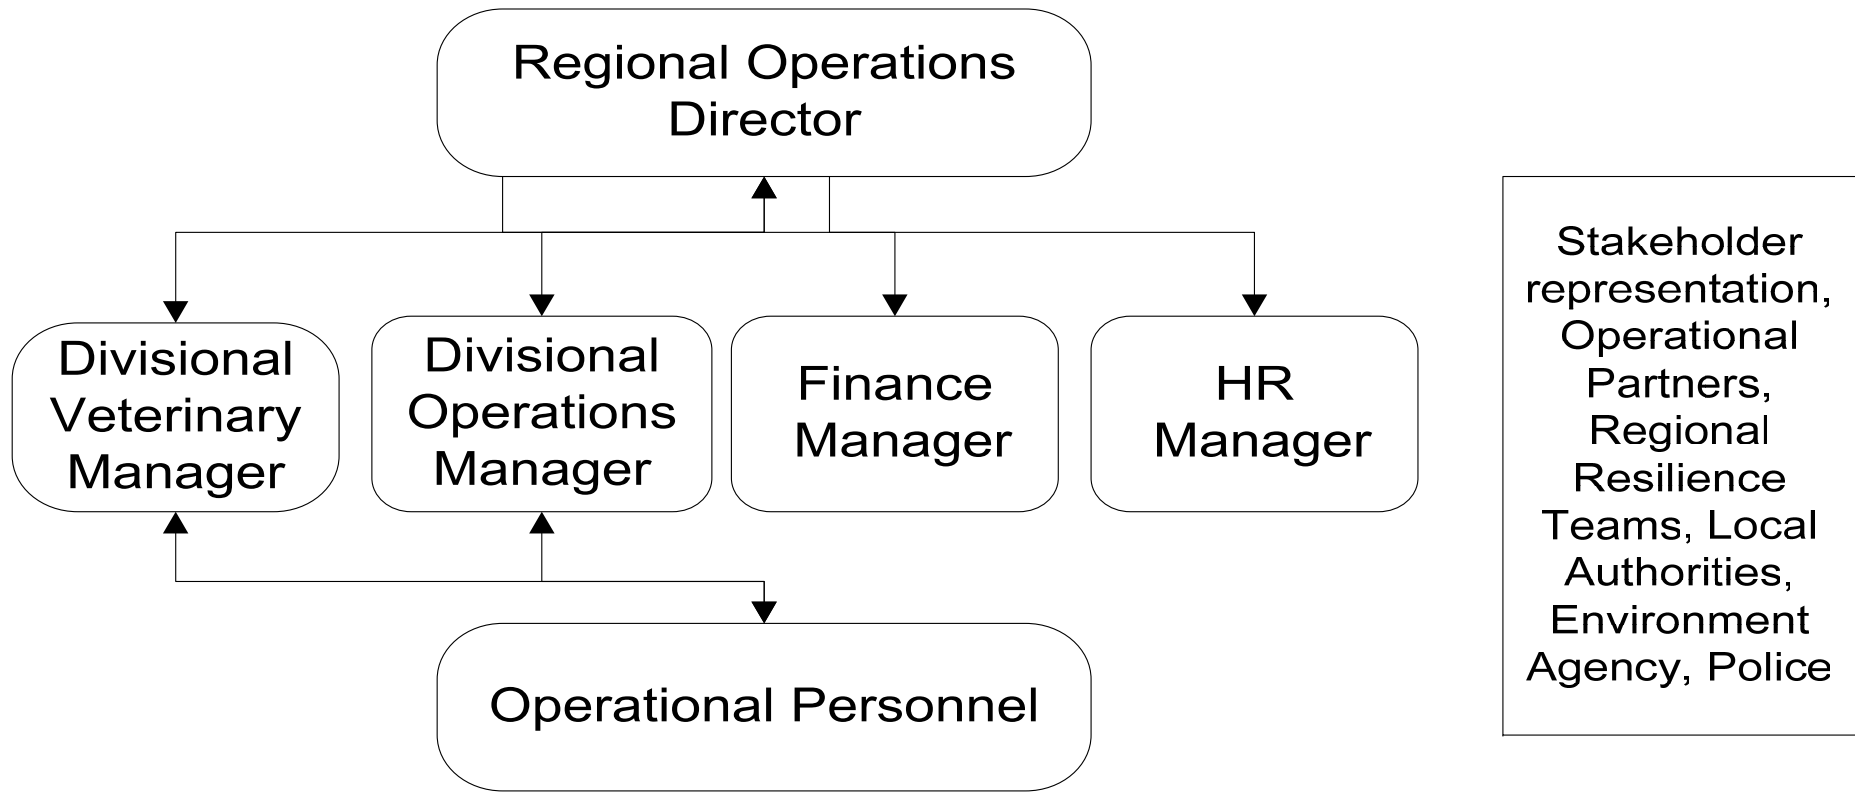 Regional Operations
Director
Divisional
Veterinary
Manager
Divisional
Operations
Manager
Finance
Manager
HR
Manager
Operational Personnel
Stakeholder
representation,
Operational
Partners,
Regional
Resilience
Teams, Local
Authorities,
Environment
Agency, Police